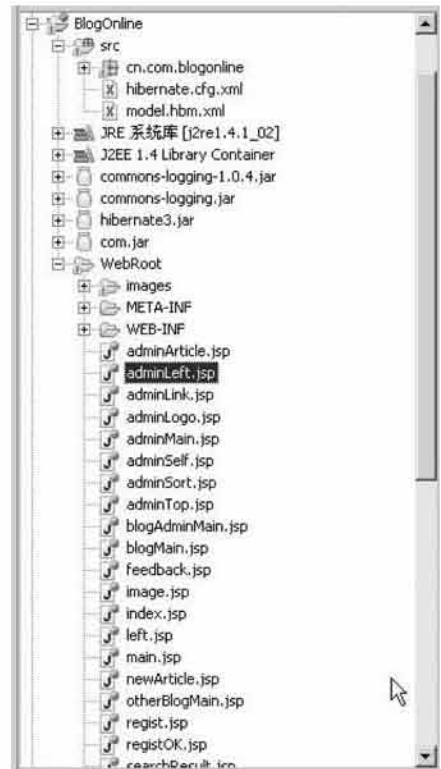 BlogOnline
src
cn.com.blogonline
hibernate.cfg.xml
model.hbm.xml
JRE 系统库 [j2re1.4.1_02]
J2EE 1.4 Library Container
commons-logging-1.0.4.jar
commons-logging.jar
hibernate3.jar
com.jar
WebRoot
images
META-INF
WEB-INF
adminArticle.jsp
adminLeft.jsp
adminLink.jsp
adminLogo.jsp
adminMain.jsp
adminSelf.jsp
adminSort.jsp
adminTop.jsp
blogAdminMain.jsp
blogMain.jsp
feedback.jsp
image.jsp
index.jsp
left.jsp
main.jsp
newArticle.jsp
otherBlogMain.jsp
regist.jsp
registOK.jsp
searchResult.jsp